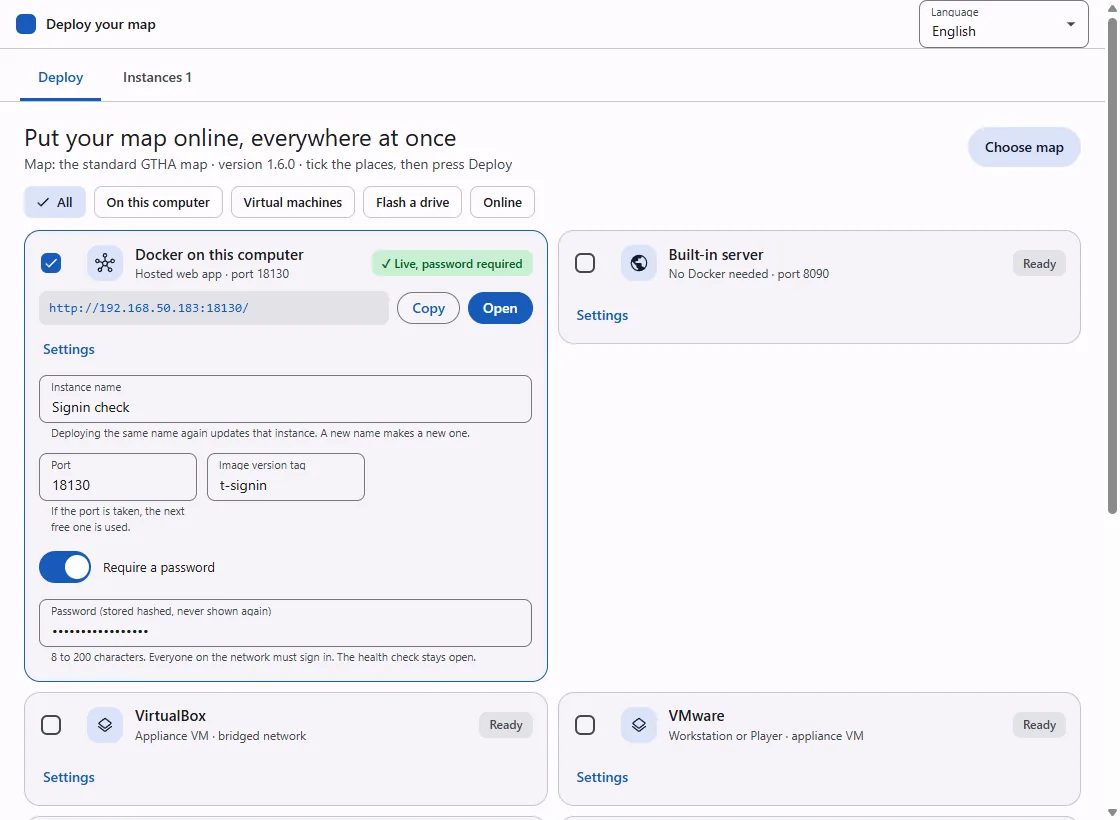 Deploy your map
Language
English
Deploy
Instances 1
Put your map online, everywhere at once
Map: the standard GTHA map · version 1.6.0 · tick the places, then press Deploy
Choose map
✓ All
On this computer
Virtual machines
Flash a drive
Online
Docker on this computer
Hosted web app · port 18130
✓ Live, password required
http://192.168.50.183:18130/
Copy
Open
Settings
Instance name
Signin check
Deploying the same name again updates that instance. A new name makes a new one.
Port
18130
Image version tag
t-signin
If the port is taken, the next
free one is used.
Require a password
Password (stored hashed, never shown again)
•••••••••••••••••
8 to 200 characters. Everyone on the network must sign in. The health check stays open.
Built-in server
No Docker needed · port 8090
Ready
Settings
VirtualBox
Appliance VM · bridged network
Ready
Settings
VMware
Workstation or Player · appliance VM
Ready
Settings